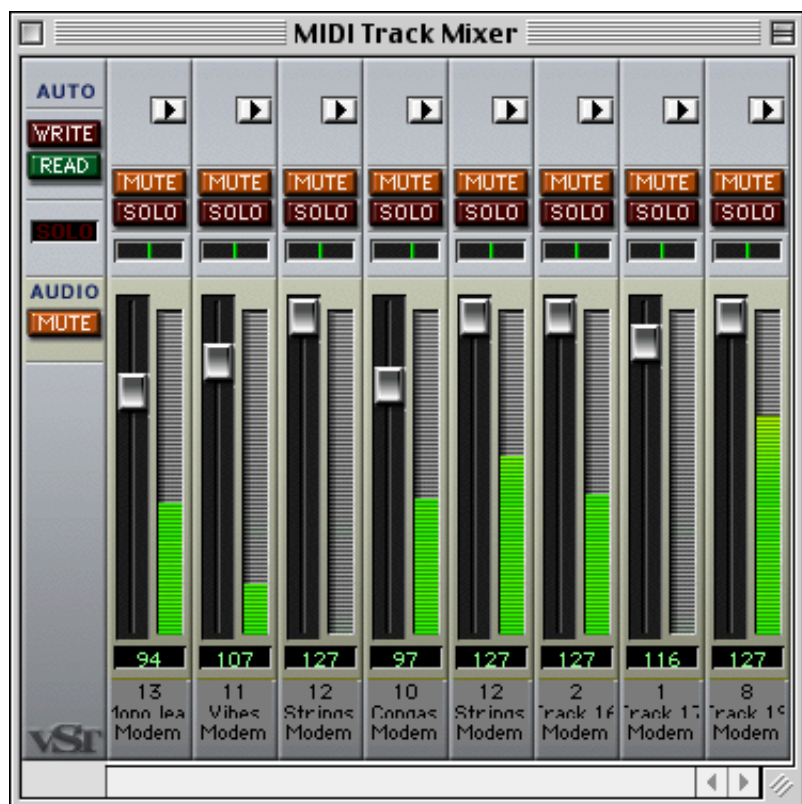 MIDI Track Mixer
AUTO
WRITE
READ
SOLO
AUDIO
MUTE
MUTE MUTE MUTE MUTE MUTE MUTE MUTE MUTE
SOLO SOLO SOLO SOLO SOLO SOLO SOLO SOLO
94 107 127 97 127 127 116 127
13 11 12 10 12 2 1 8
Vibes Strings Congas Strings
Modem Modem Modem Modem Modem Modem Modem Modem
VST